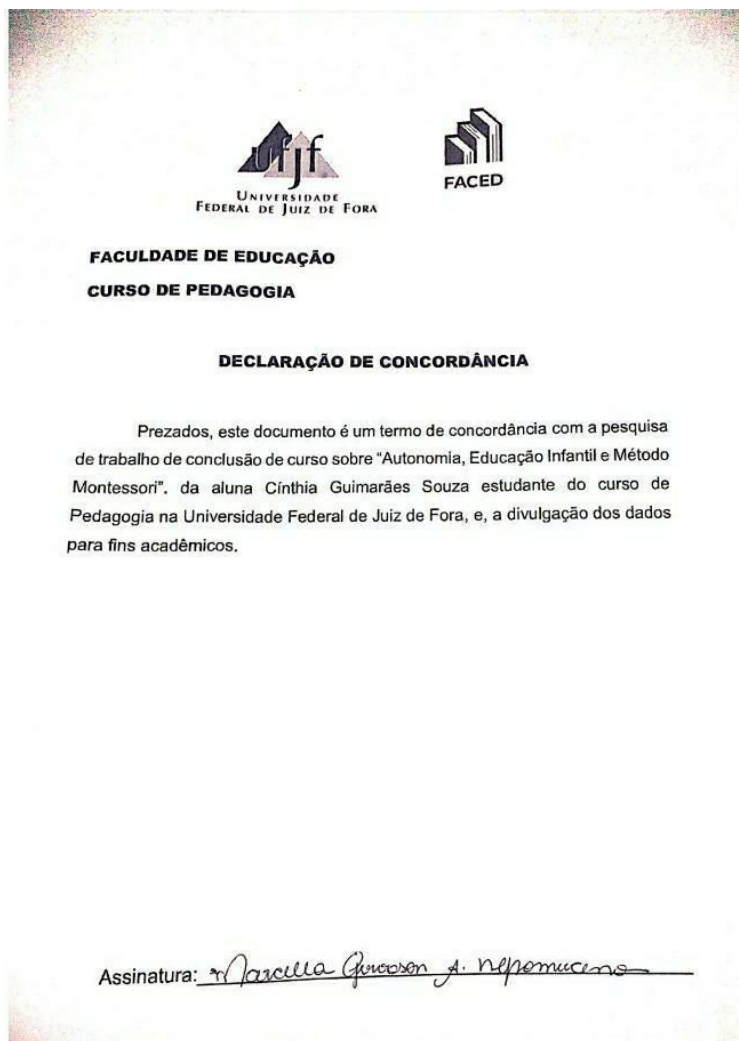 ufjf
UNIVERSIDADE
FEDERAL DE JUIZ DE FORA
FACED
FACULDADE DE EDUCAÇÃO
CURSO DE PEDAGOGIA
DECLARAÇÃO DE CONCORDÂNCIA
Prezados, este documento é um termo de concordância com a pesquisa
de trabalho de conclusão de curso sobre "Autonomia, Educação Infantil e Método
Montessori". da aluna Cínthia Guimarães Souza estudante do curso de
Pedagogia na Universidade Federal de Juiz de Fora, e, a divulgação dos dados
para fins acadêmicos.
Assinatura: Marcella A. Nepomuceno